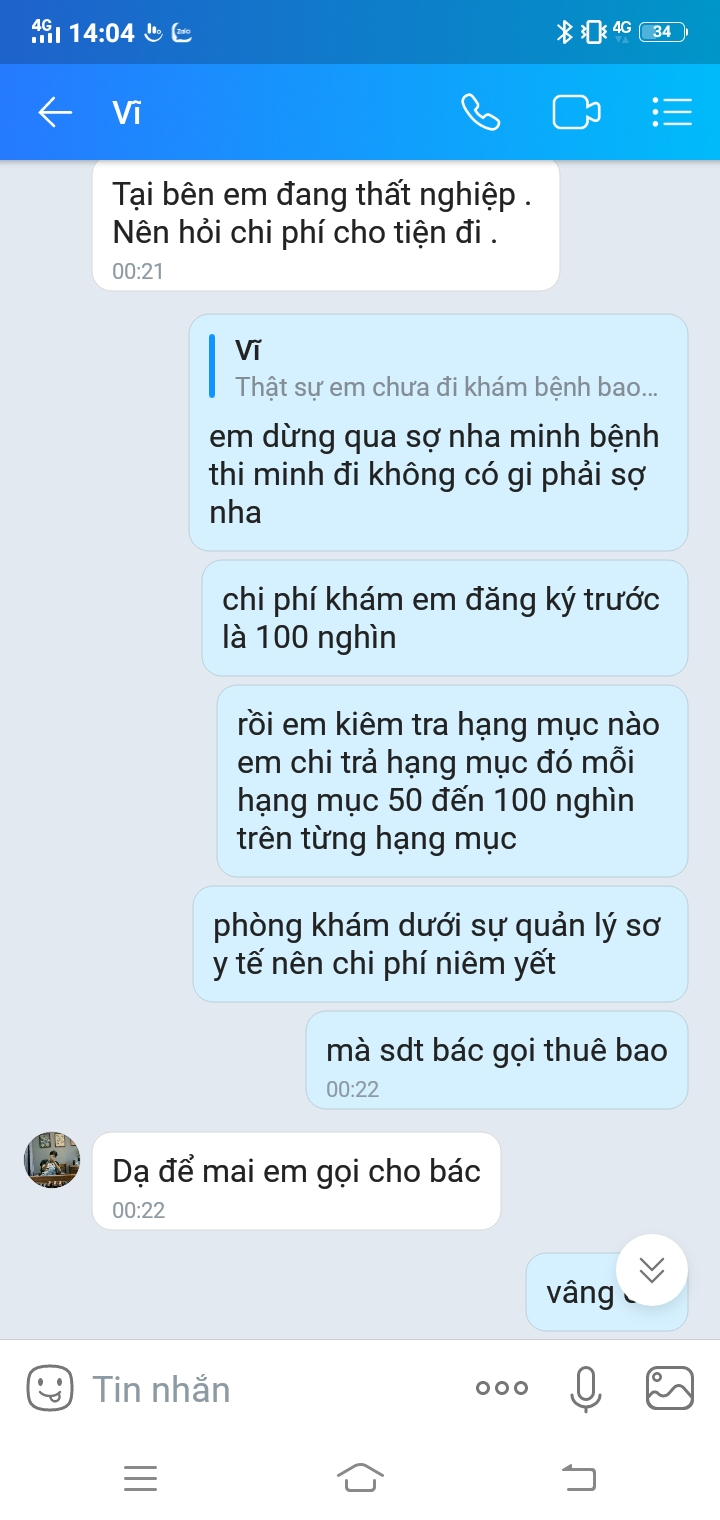 4G 14:04 4G 34
Vĩ
Tại bên em đang thất nghiệp .
Nên hỏi chi phí cho tiện đi .
00:21
Vĩ
Thật sự em chưa đi khám bệnh bao...
em dừng qua sợ nha minh bệnh
thi minh đi không có gi phải sợ
nha
chi phí khám em đăng ký trước
là 100 nghìn
rồi em kiêm tra hạng mục nào
em chi trả hạng mục đó mỗi
hạng mục 50 đến 100 nghìn
trên từng hạng mục
phòng khám dưới sự quản lý sơ
y tế nên chi phí niêm yết
mà sdt bác gọi thuê bao
00:22
Dạ để mai em gọi cho bác
00:22
vâng
Tin nhắn